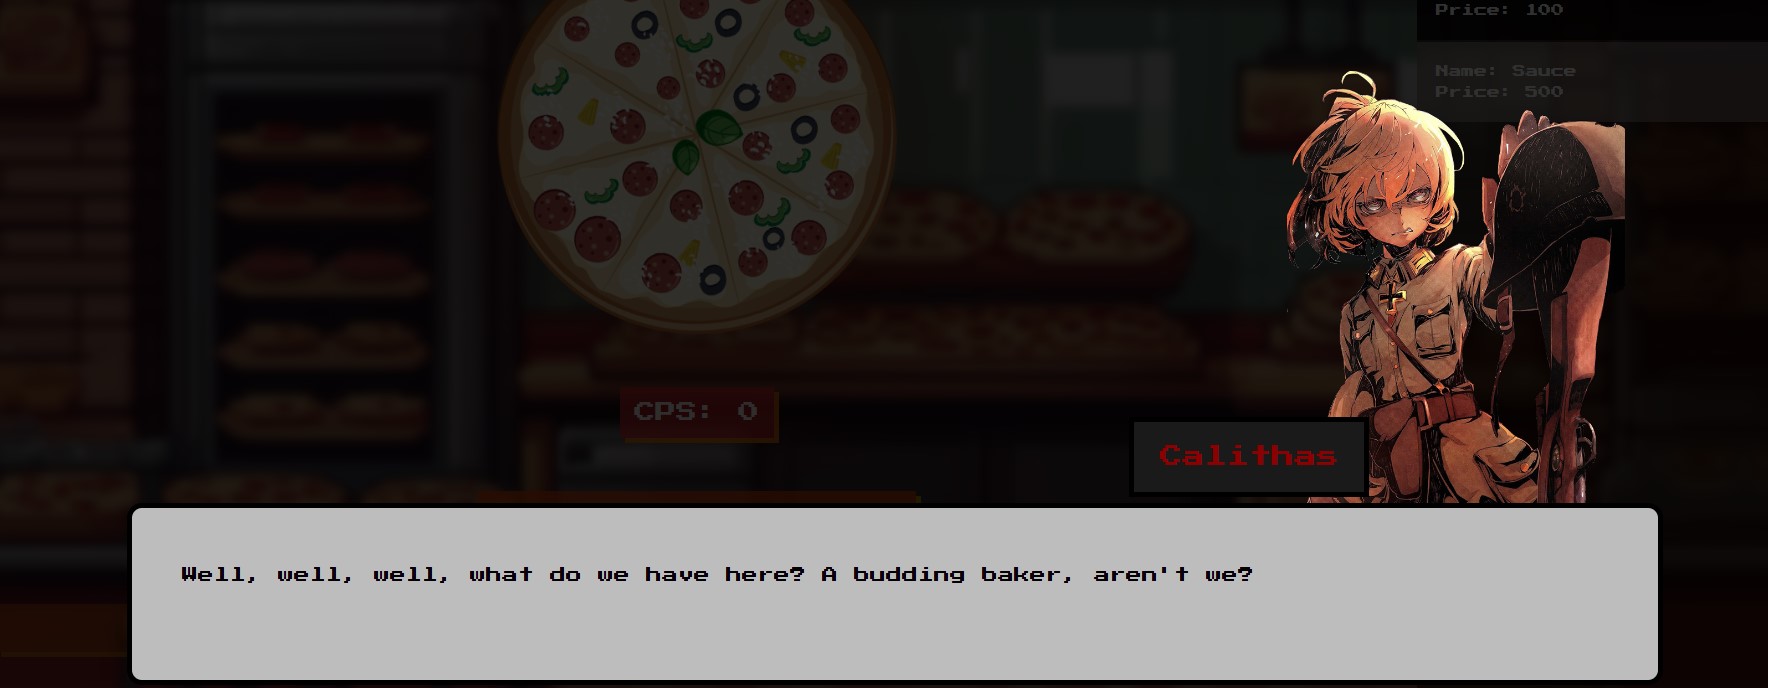 Price: 100
Name: Sauce
Price: 500
CPS: 0
Calithas
Well, well, well, what do we have here? A budding baker, aren't we?